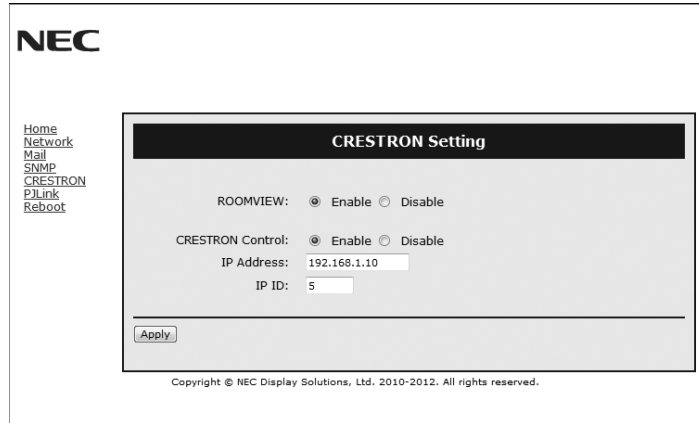 NEC
Home
Network
Mail
SNMP
CRESTRON
PJLink
Reboot
CRESTRON Setting
ROOMVIEW: Enable Disable
CRESTRON Control: Enable Disable
IP Address: 192.168.1.10
IP ID: 5
Apply
Copyright © NEC Display Solutions, Ltd. 2010-2012. All rights reserved.